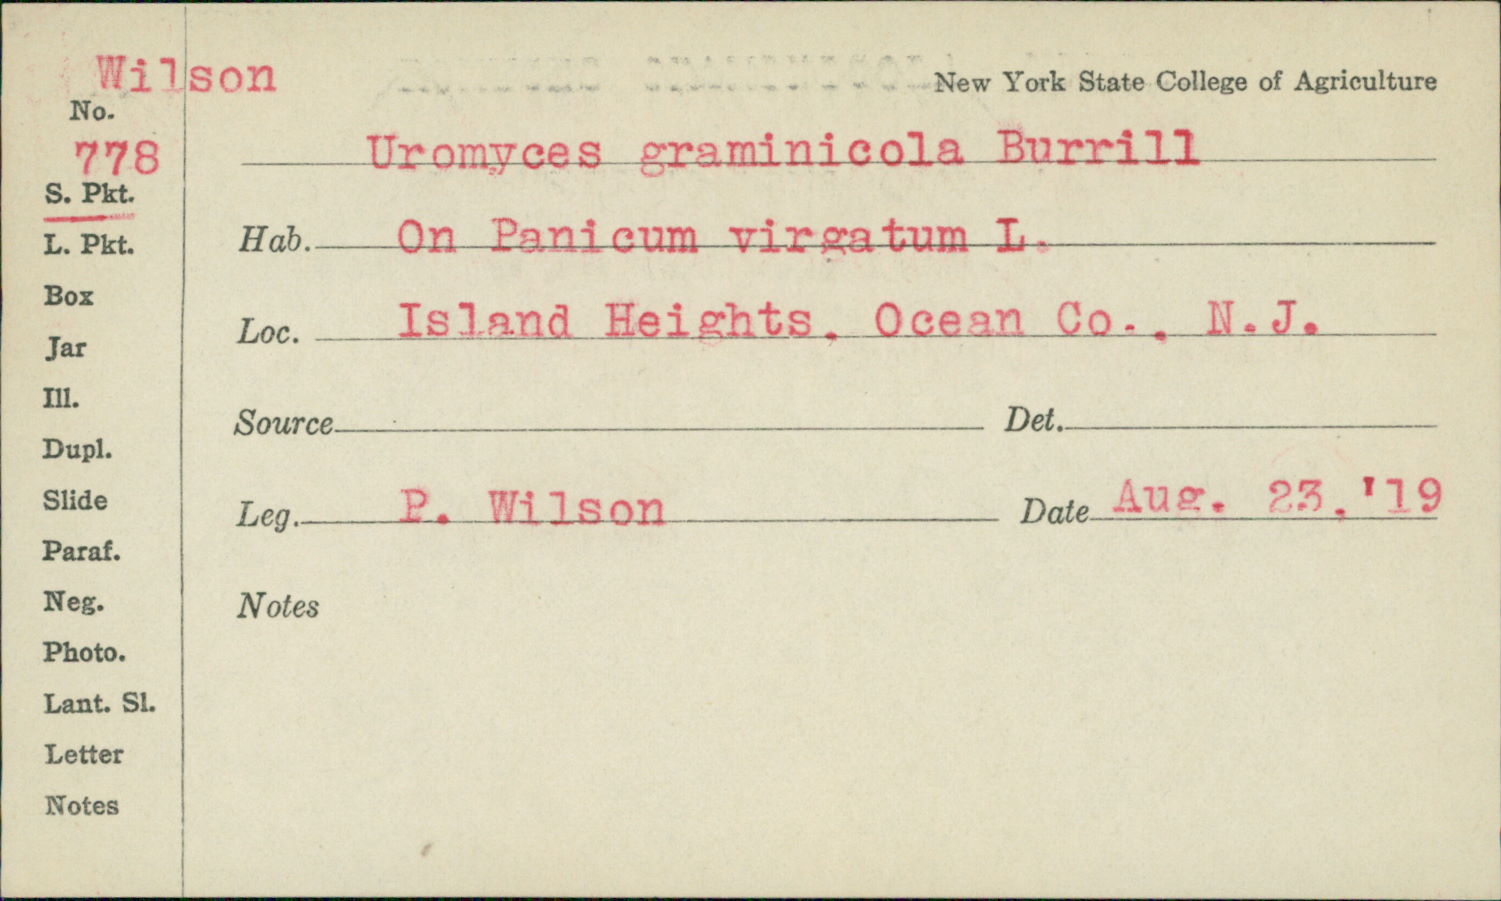 Wilson
New York State College of Agriculture
No.
778
Uromyces graminicola Burrill
S. Pkt.
L. Pkt.
Hab. On Panicum virgatum L.
Box
Loc. Island Heights, Ocean Co., N.J.
Jar
Ill.
Source
Det.
Dupl.
Slide
Leg. P. Wilson
Date Aug. 23, '19
Paraf.
Neg.
Notes
Photo.
Lant. Sl.
Letter
Notes